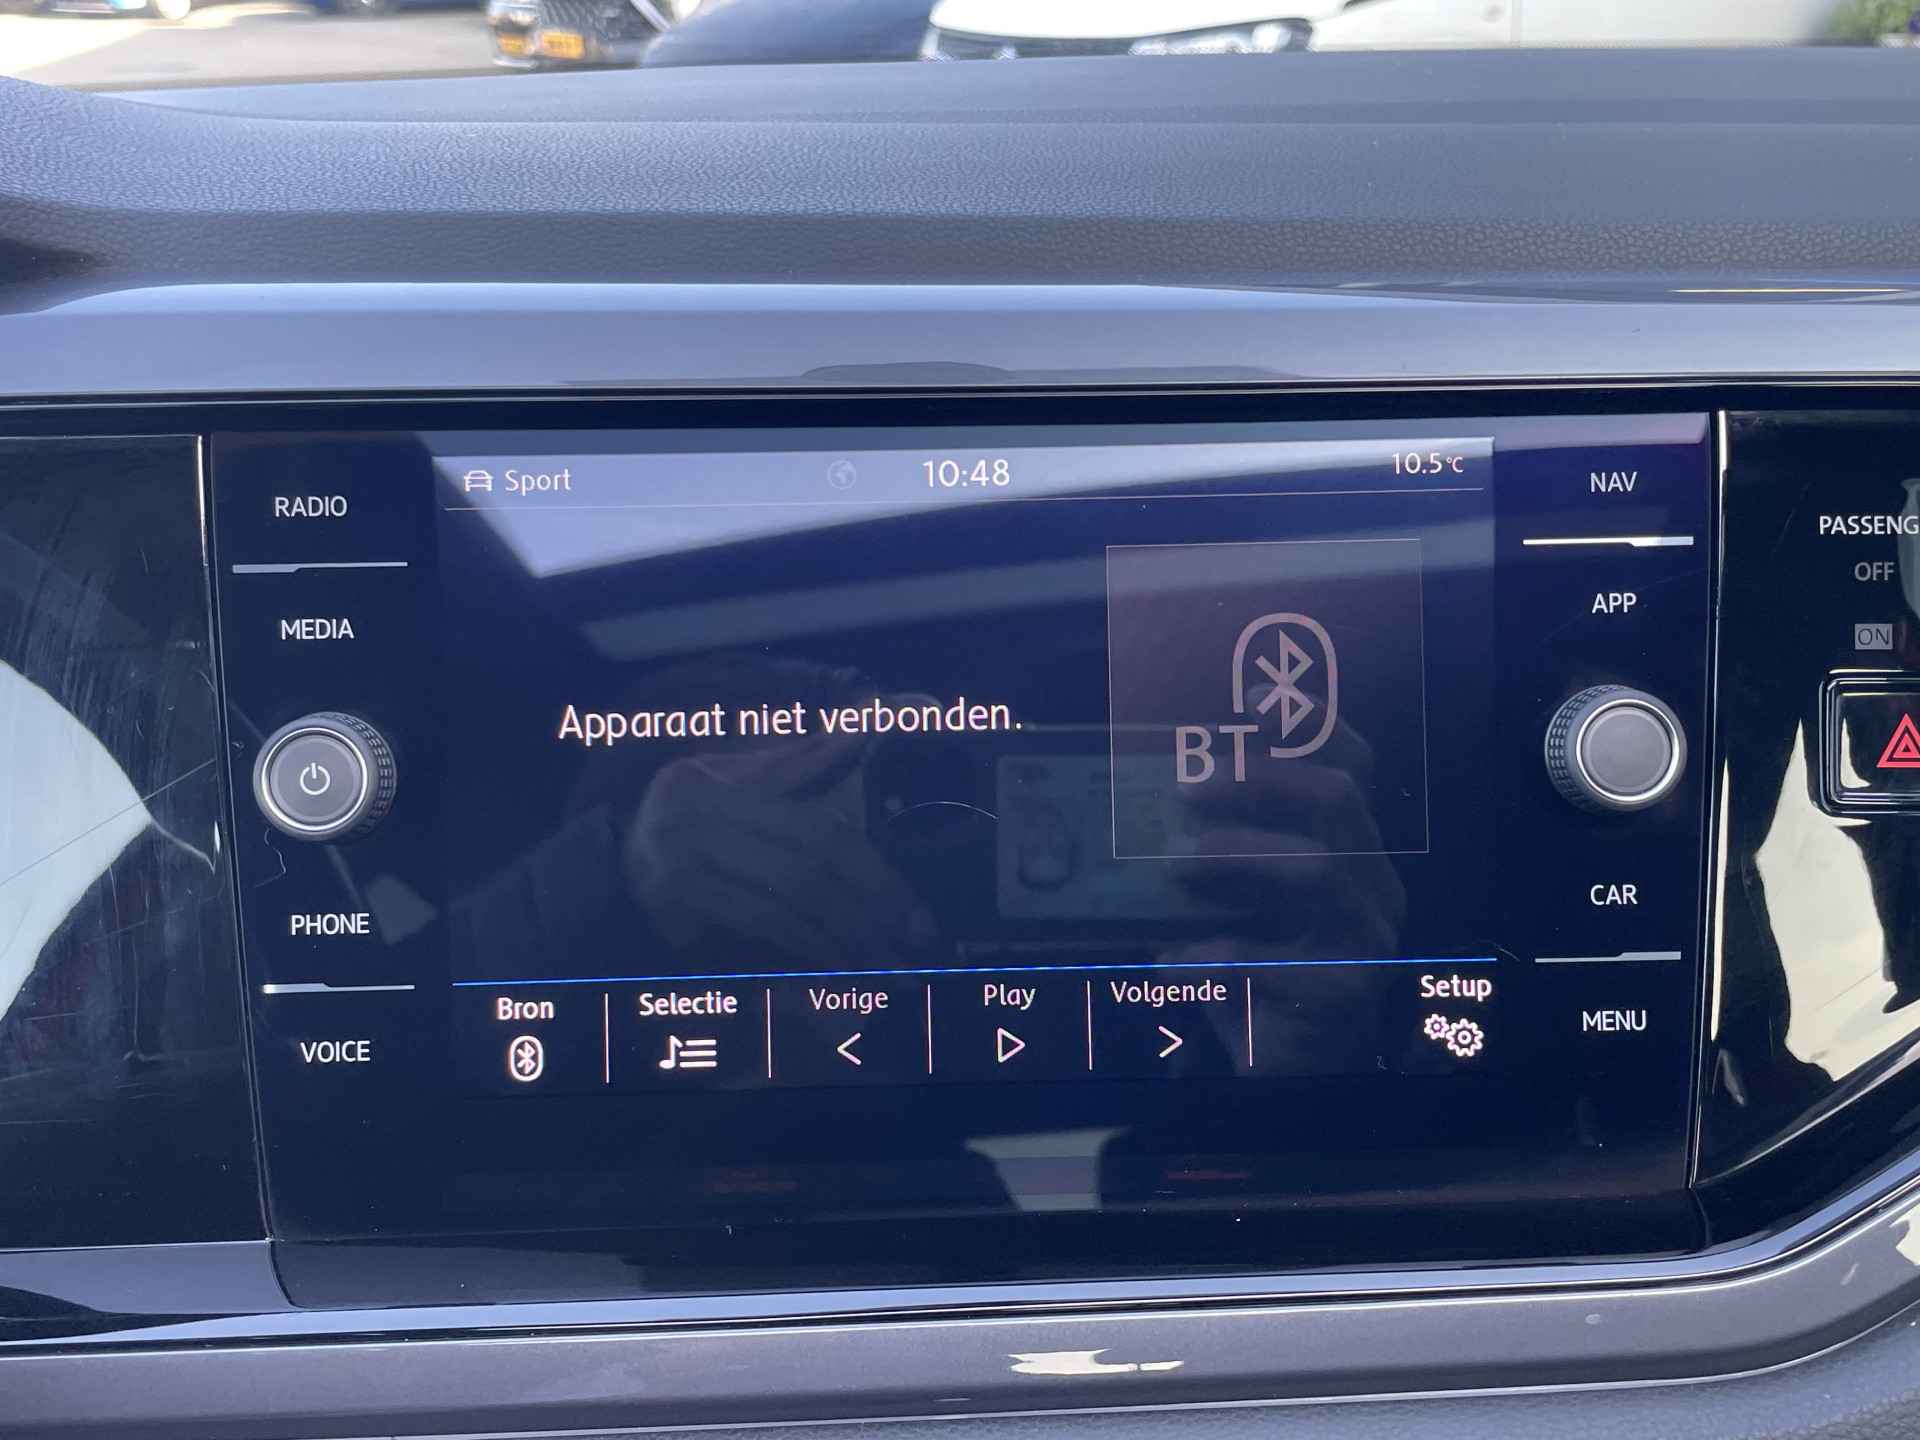 Sport 10:48 10.5°C
RADIO
MEDIA
PHONE
VOICE
Apparaat niet verbonden.
BT
Bron Selectie Vorige Play Volgende Setup
NAV
APP
CAR
MENU
PASSENG
OFF
ON